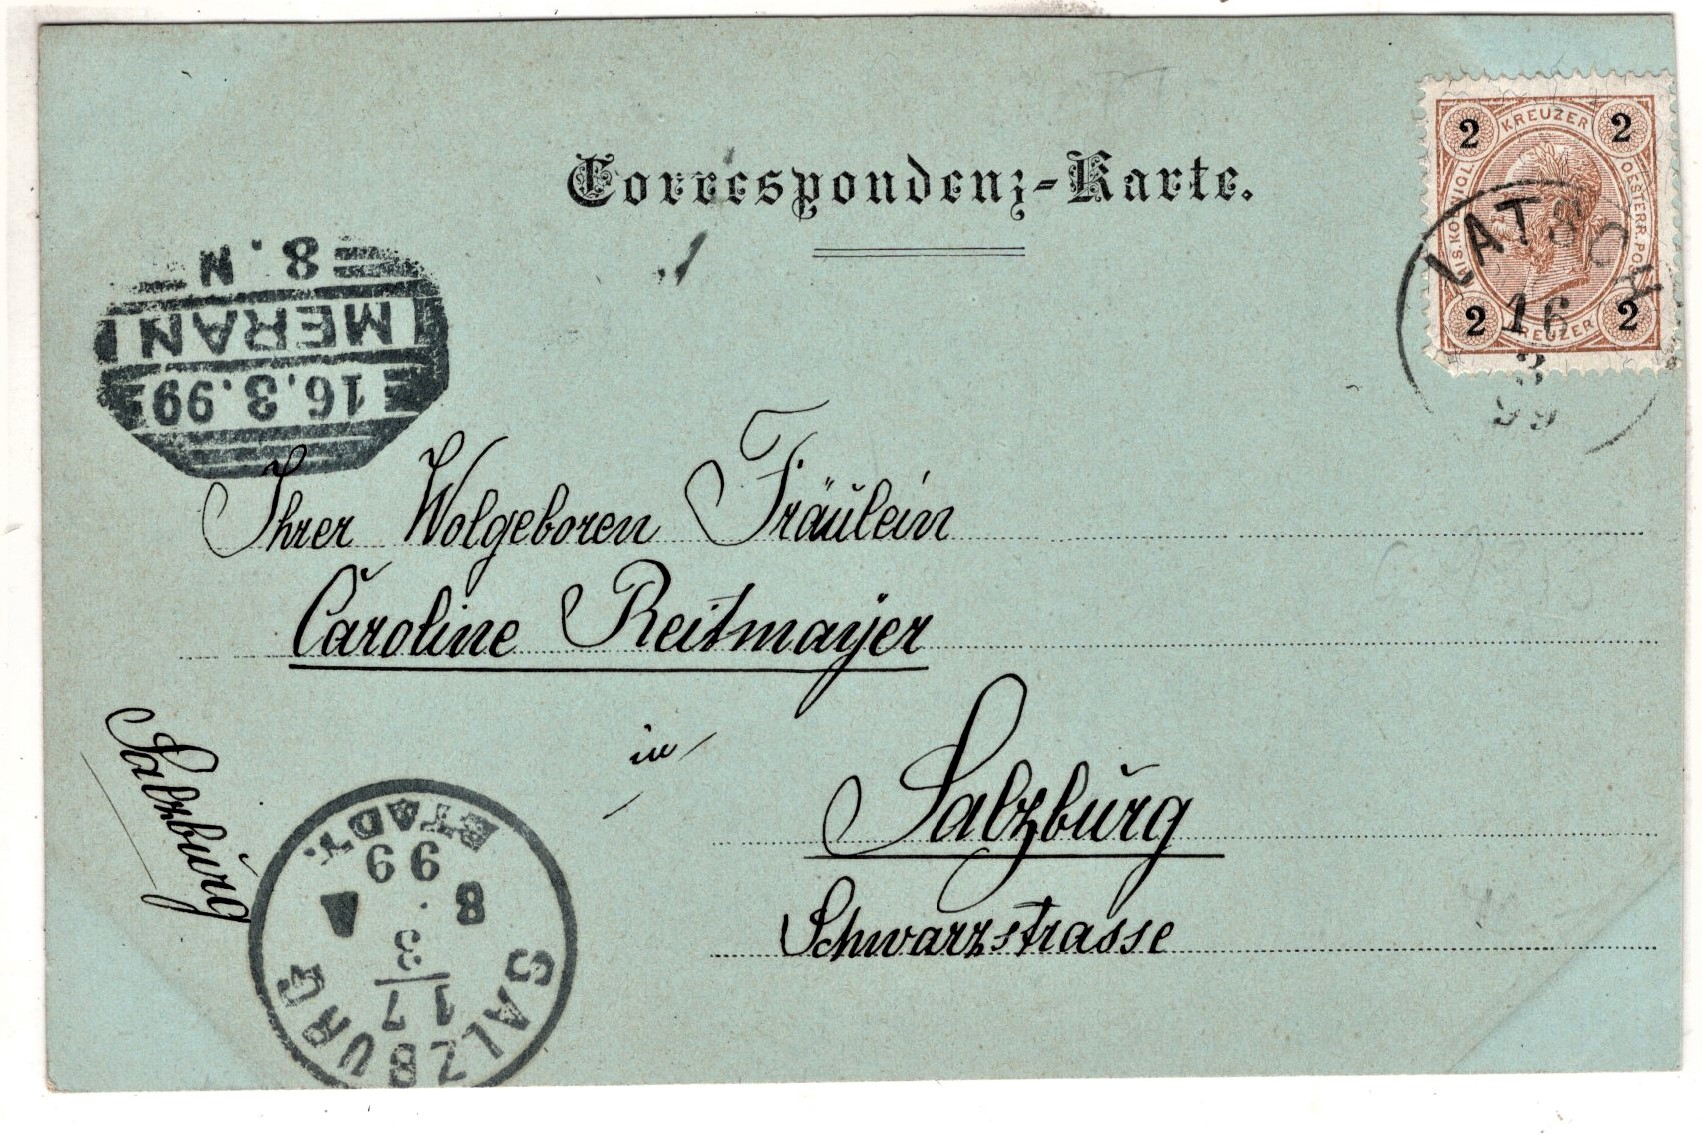 Correspondenz-Karte.
2 KREUZER 2
KAIS.KÖNIGL. OESTERR. POST
2 KREUZER 2
LATSCH
16
3
99
8.N
MERAN
16.3.99
Ihrer Wolgeboren Fräulein
Caroline Reitmayer
in
Salzburg
Schwarzstrasse
Salzburg
SALZBURG
17
3
8.A
99
STADT.